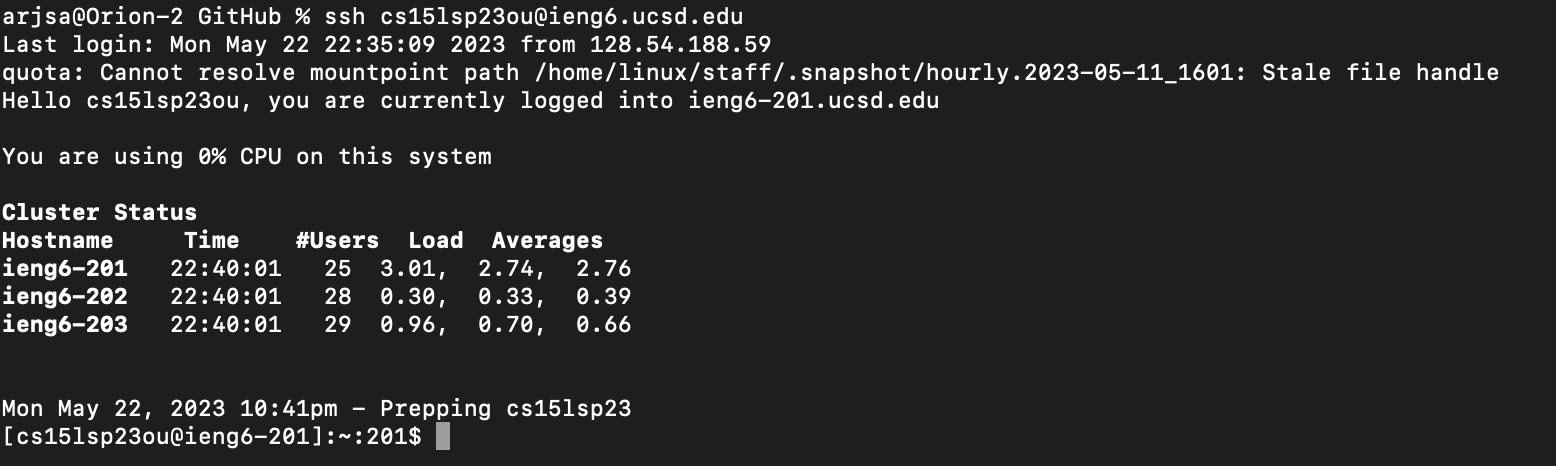 arjsa@Orion-2 GitHub % ssh cs15lsp23ou@ieng6.ucsd.edu
Last login: Mon May 22 22:35:09 2023 from 128.54.188.59
quota: Cannot resolve mountpoint path /home/linux/staff/.snapshot/hourly.2023-05-11_1601: Stale file handle
Hello cs15lsp23ou, you are currently logged into ieng6-201.ucsd.edu
You are using 0% CPU on this system
Cluster Status
Hostname     Time    #Users  Load  Averages
ieng6-201   22:40:01   25  3.01,  2.74,  2.76
ieng6-202   22:40:01   28  0.30,  0.33,  0.39
ieng6-203   22:40:01   29  0.96,  0.70,  0.66
Mon May 22, 2023 10:41pm - Prepping cs15lsp23
[cs15lsp23ou@ieng6-201]:~:201$